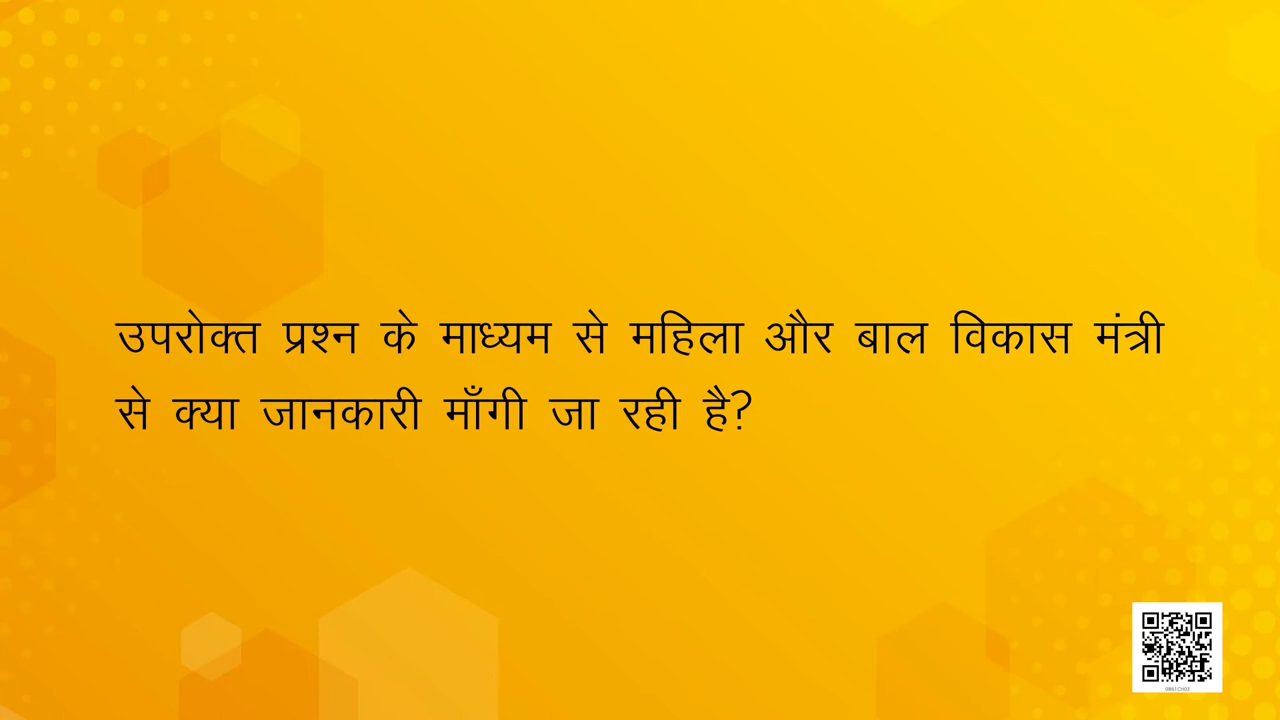 उपरोक्त प्रश्न के माध्यम से महिला और बाल विकास मंत्री
से क्या जानकारी माँगी जा रही है?